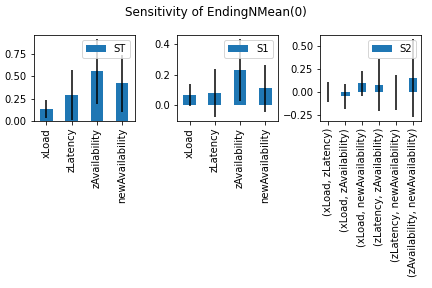 Sensitivity of EndingNMean(0)
ST
0.75
0.50
0.25
0.00
xLoad
zLatency
zAvailability
newAvailability
S1
0.4
0.2
0.0
xLoad
zLatency
zAvailability
newAvailability
S2
0.50
0.25
0.00
−0.25
(xLoad, zLatency)
(xLoad, zAvailability)
(xLoad, newAvailability)
(zLatency, zAvailability)
(zLatency, newAvailability)
(zAvailability, newAvailability)